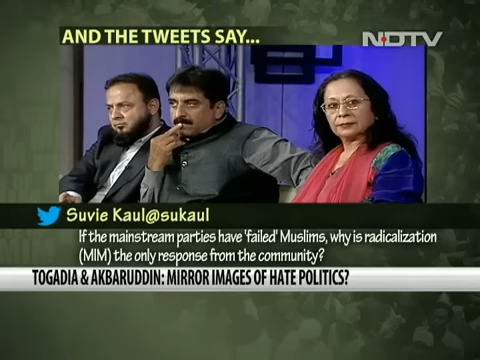 AND THE TWEETS SAY...
NDTV
Suvie Kaul@sukaul
If the mainstream parties have 'failed' Muslims, why is radicalization
(MIM) the only response from the community?
TOGADIA & AKBARUDDIN: MIRROR IMAGES OF HATE POLITICS?